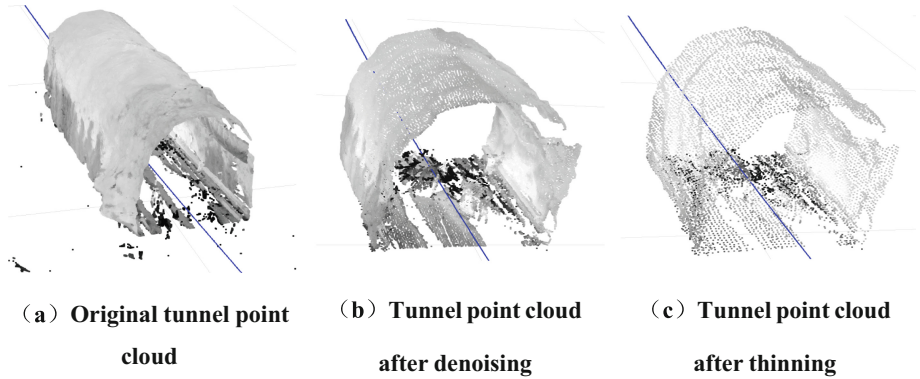 （a）Original tunnel point
cloud
（b）Tunnel point cloud
after denoising
（c）Tunnel point cloud
after thinning